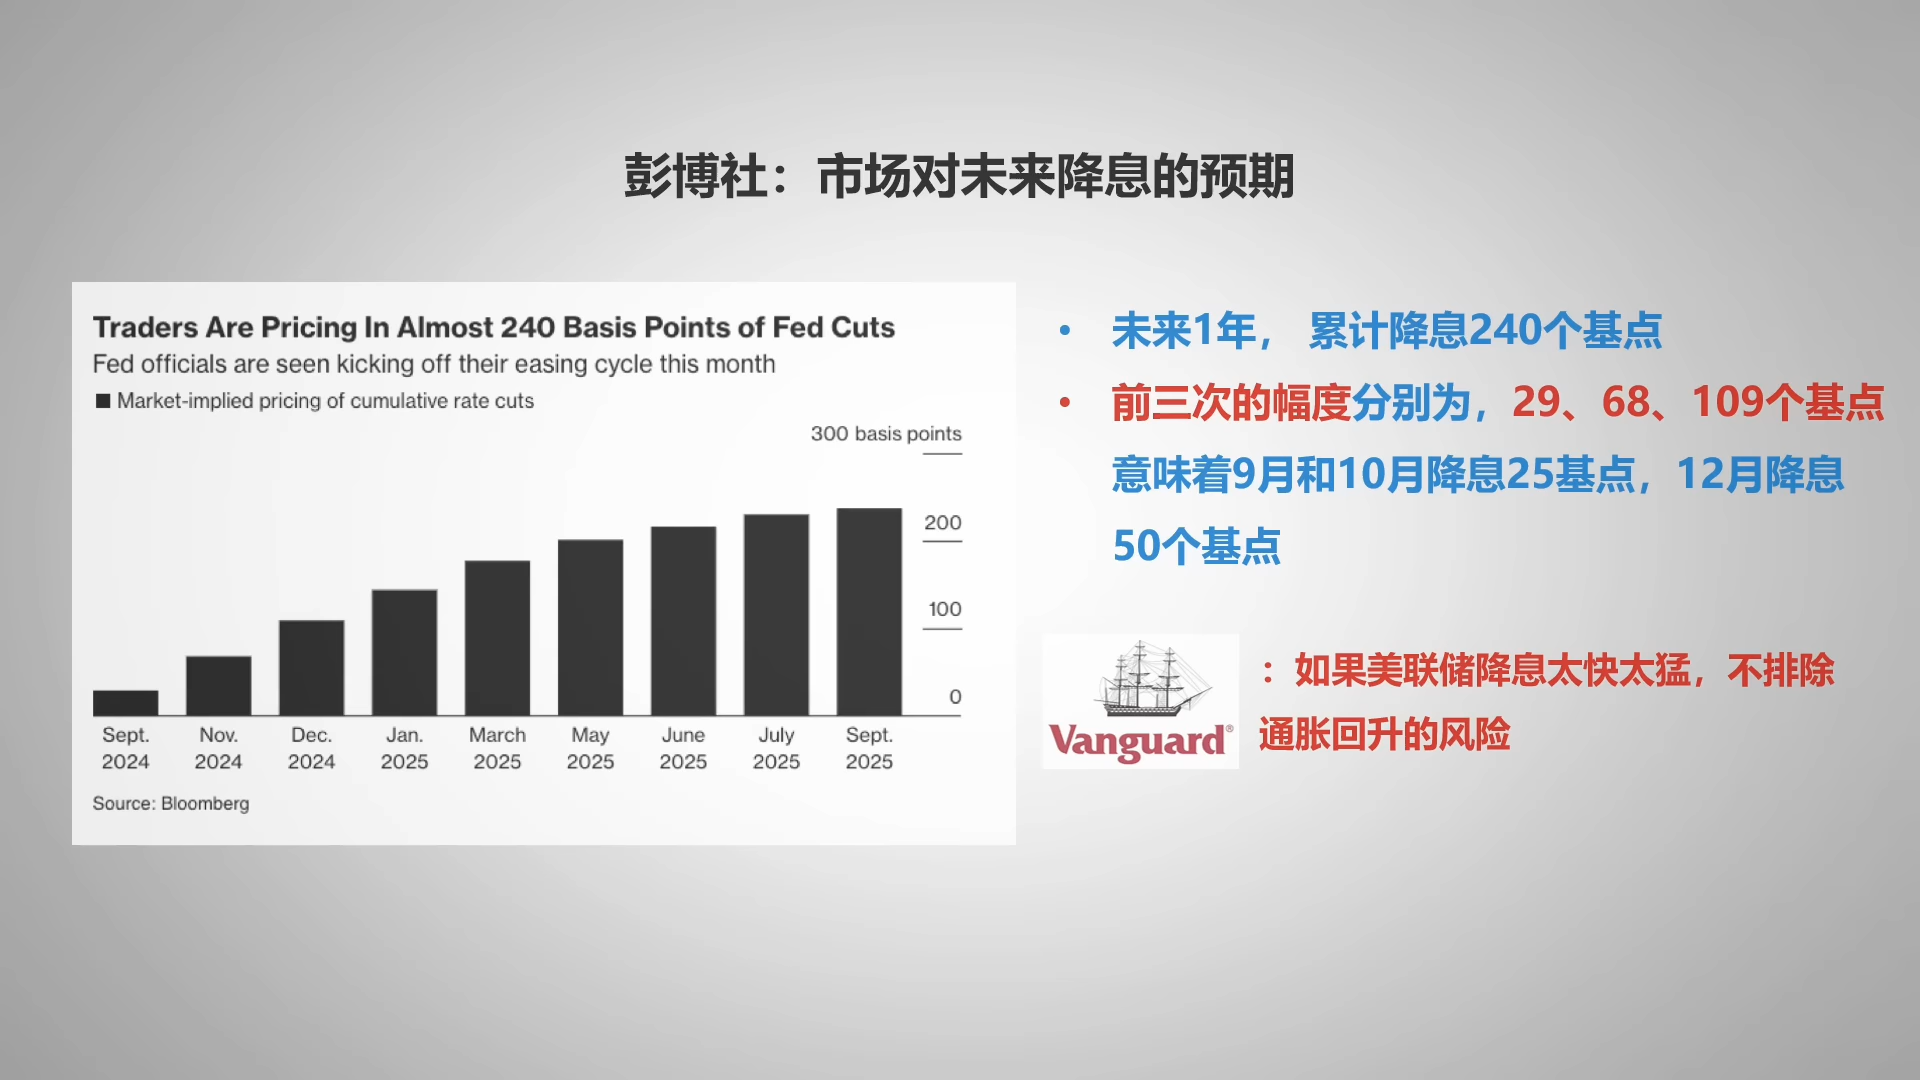 彭博社：市场对未来降息的预期
Traders Are Pricing In Almost 240 Basis Points of Fed Cuts
Fed officials are seen kicking off their easing cycle this month
Market-implied pricing of cumulative rate cuts
300 basis points
200
100
0
Sept. 2024
Nov. 2024
Dec. 2024
Jan. 2025
March 2025
May 2025
June 2025
July 2025
Sept. 2025
Source: Bloomberg
• 未来1年， 累计降息240个基点
• 前三次的幅度分别为，29、68、109个基点
意味着9月和10月降息25基点，12月降息
50个基点
Vanguard®
：如果美联储降息太快太猛，不排除
通胀回升的风险